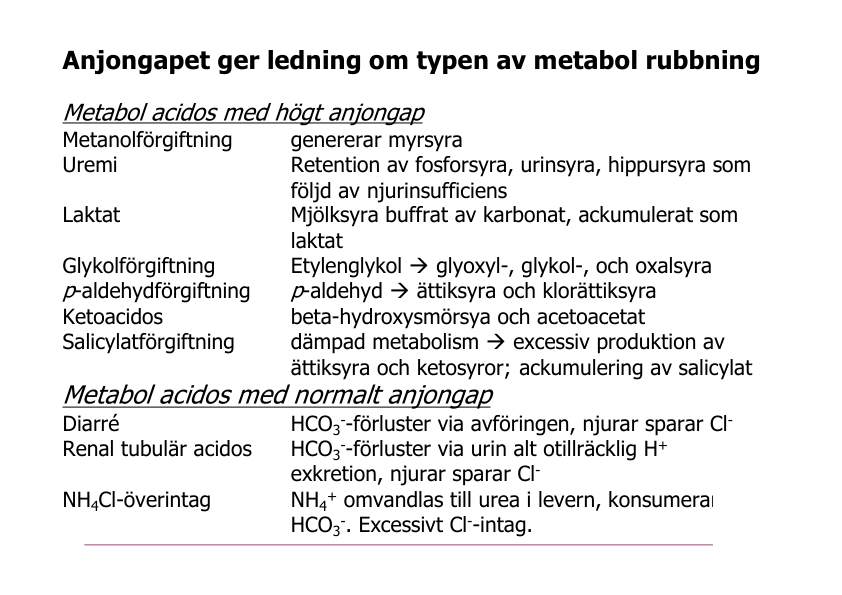 Anjongapet ger ledning om typen av metabol rubbning
Metabol acidos med högt anjongap
Metanolförgiftning genererar myrsyra
Uremi Retention av fosforsyra, urinsyra, hippursyra som
följd av njurinsufficiens
Laktat Mjölksyra buffrat av karbonat, ackumulerat som
laktat
Glykolförgiftning Etylenglykol → glyoxyl-, glykol-, och oxalsyra
p-aldehydförgiftning p-aldehyd → ättiksyra och klorättiksyra
Ketoacidos beta-hydroxysmörsya och acetoacetat
Salicylatförgiftning dämpad metabolism → excessiv produktion av
ättiksyra och ketosyror; ackumulering av salicylat
Metabol acidos med normalt anjongap
Diarré HCO₃⁻-förluster via avföringen, njurar sparar Cl⁻
Renal tubulär acidos HCO₃⁻-förluster via urin alt otillräcklig H⁺
exkretion, njurar sparar Cl⁻
NH₄Cl-överintag NH₄⁺ omvandlas till urea i levern, konsumerar
HCO₃⁻. Excessivt Cl⁻-intag.